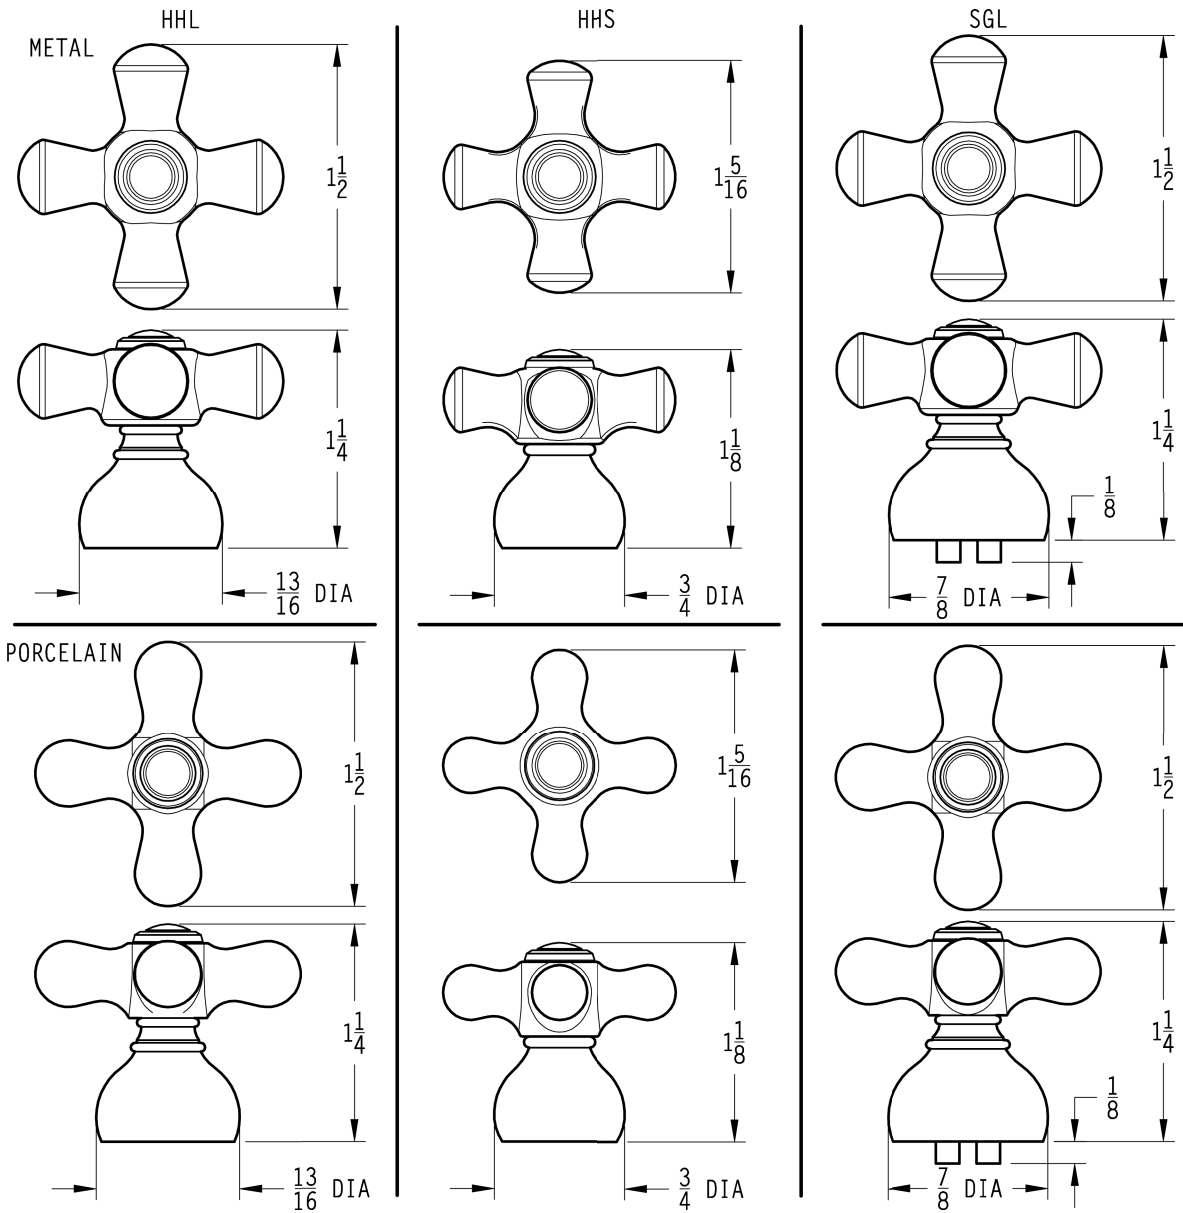 HHL
HHS
SGL
METAL
1 1/2
1 5/16
1 1/2
1 1/4
1 1/8
1 1/4
1/8
13/16 DIA
3/4 DIA
7/8 DIA
PORCELAIN
1 1/2
1 5/16
1 1/2
1 1/4
1 1/8
1 1/4
1/8
13/16 DIA
3/4 DIA
7/8 DIA